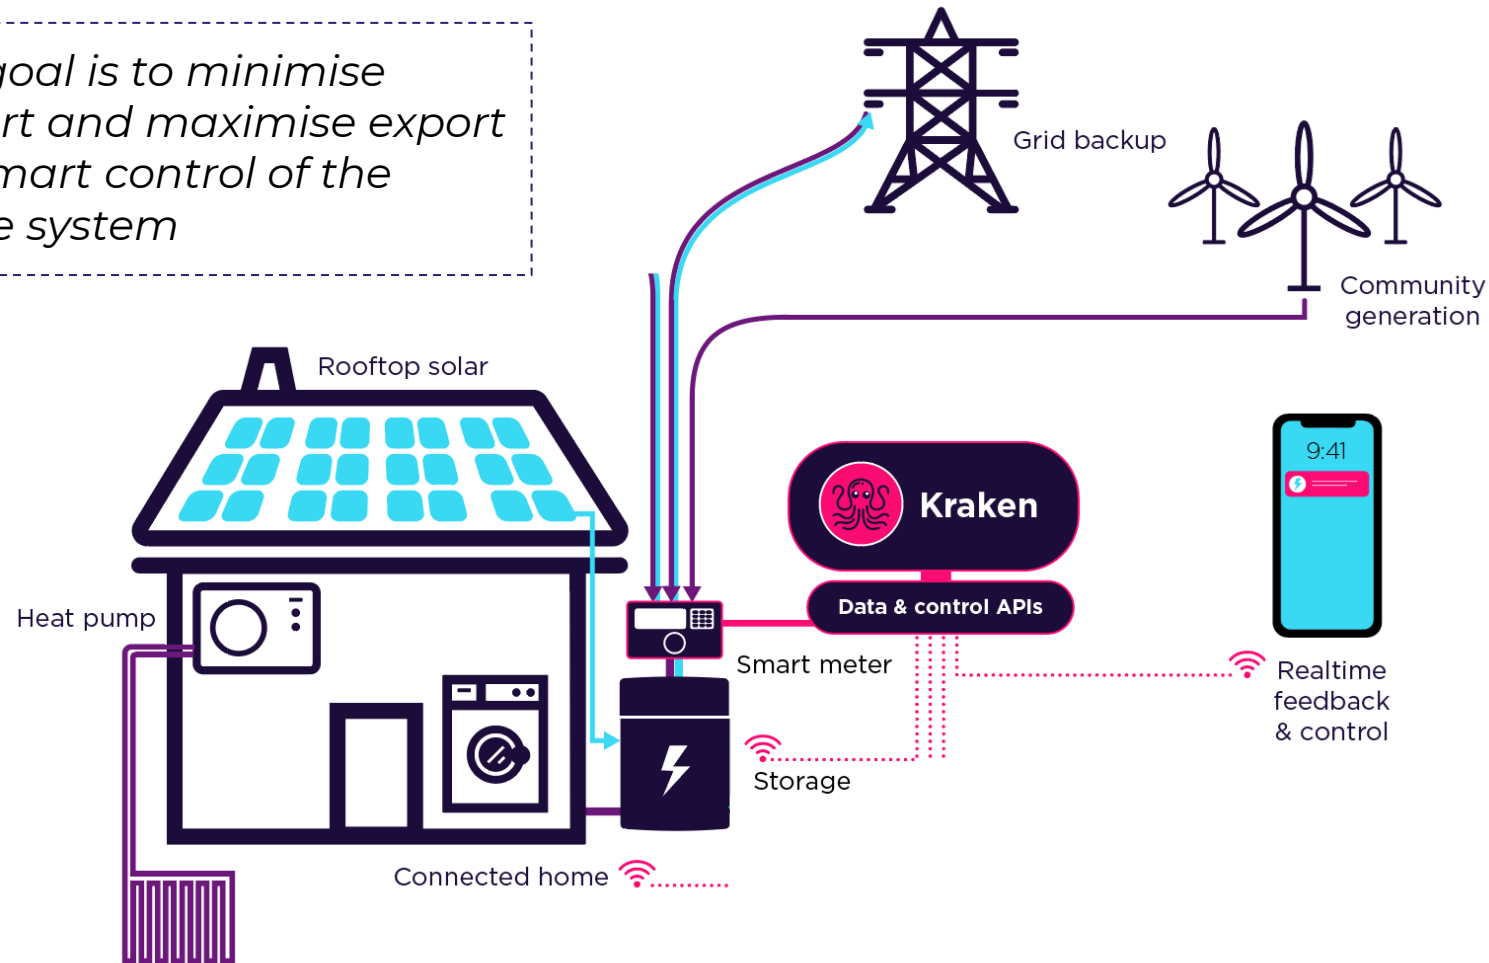 goal is to minimise
rt and maximise export
mart control of the
e system
Grid backup
Community
generation
Rooftop solar
9:41
Kraken
Data & control APIs
Heat pump
Smart meter
Realtime
feedback
& control
Storage
Connected home